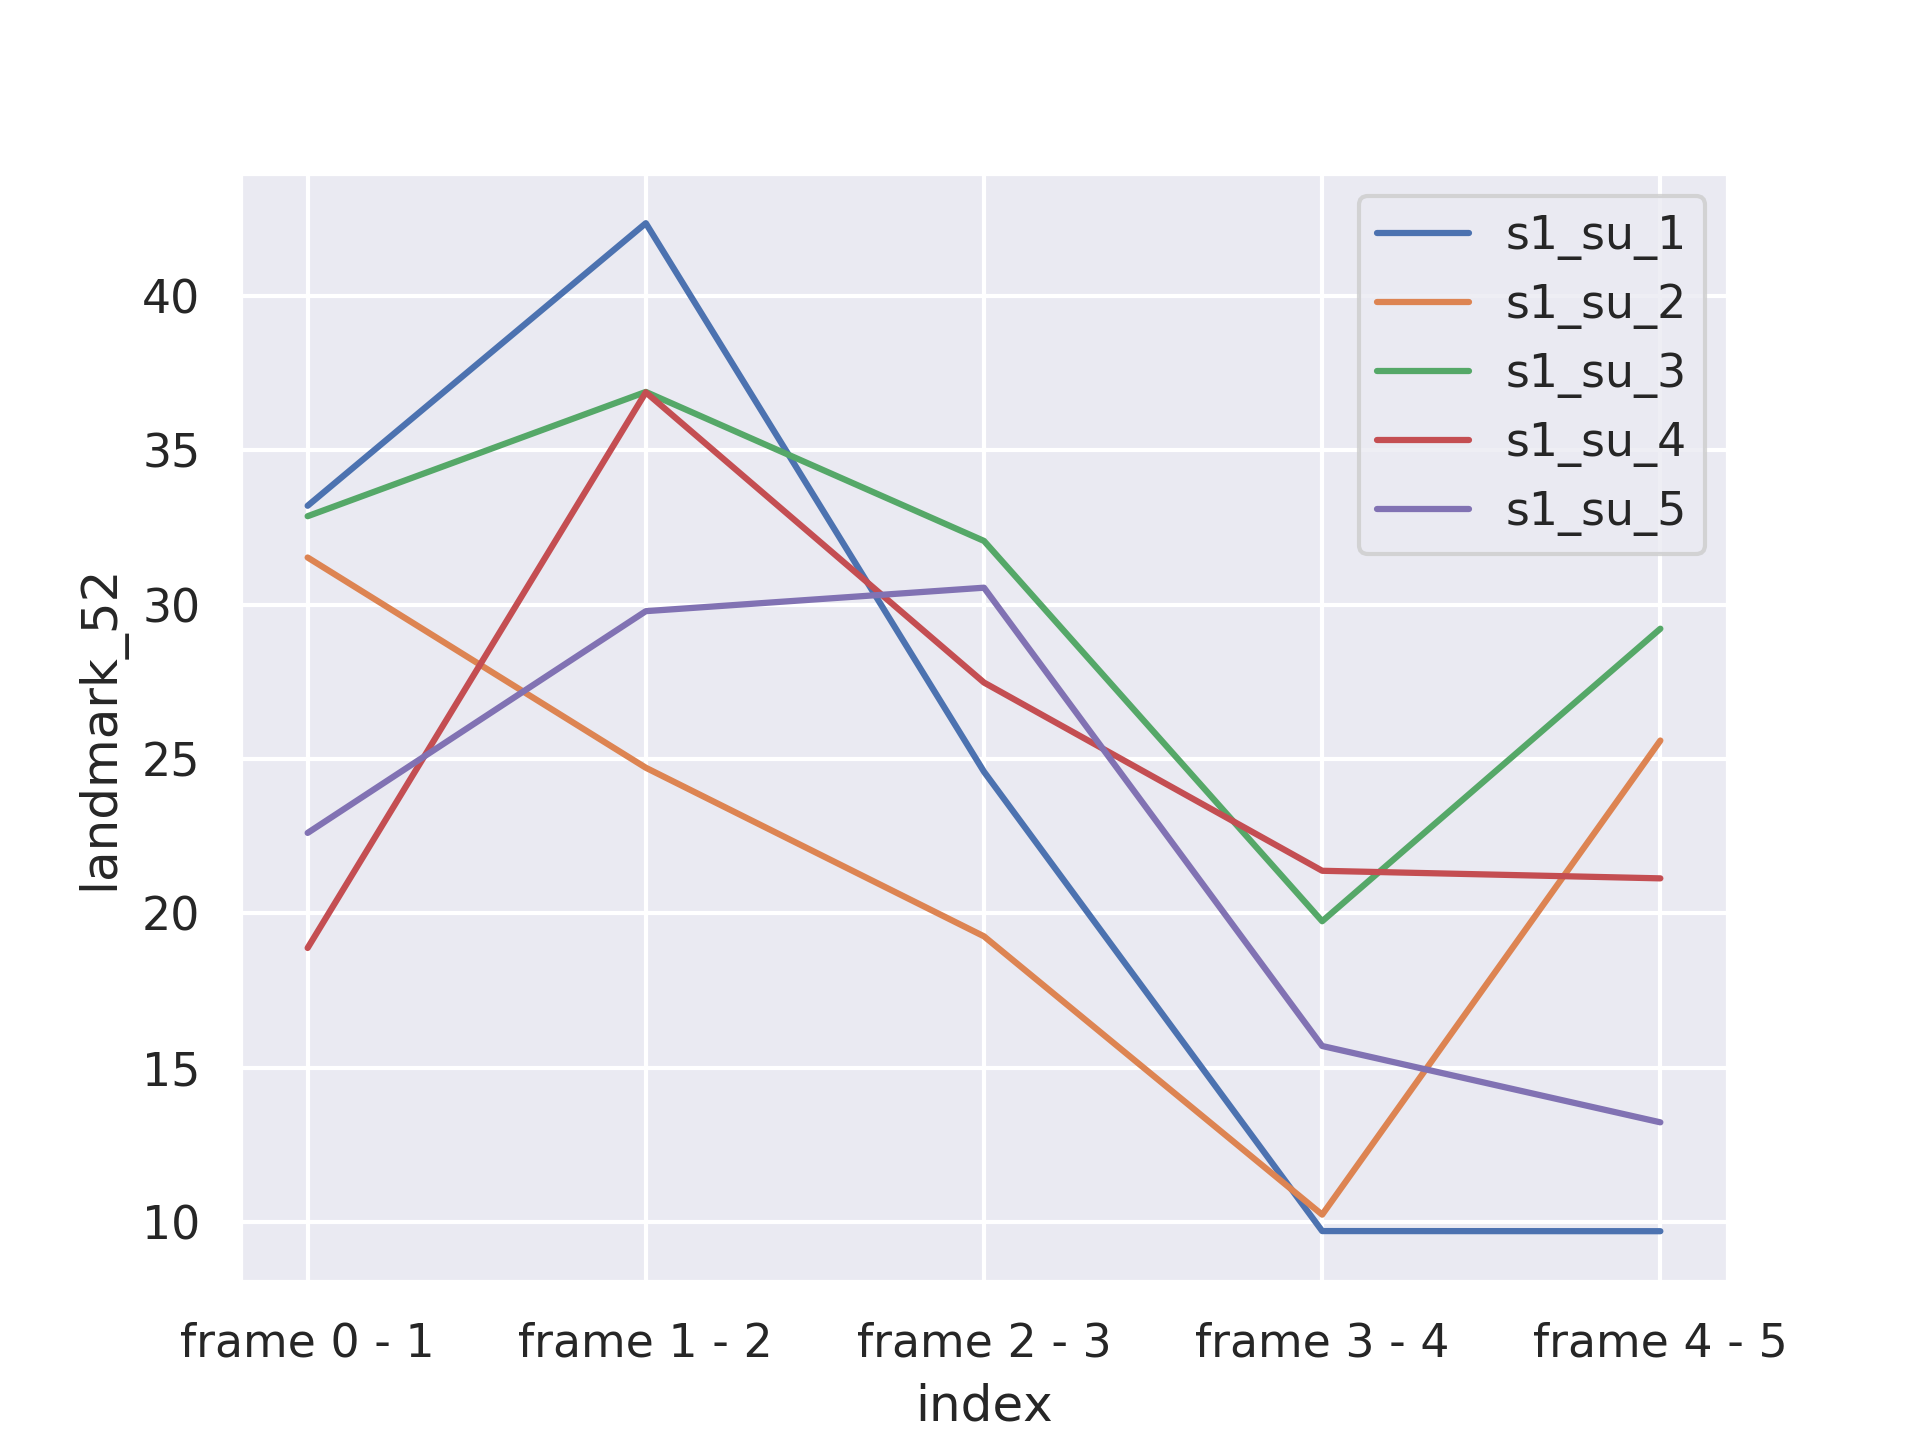 s1_su_1
s1_su_2
s1_su_3
s1_su_4
s1_su_5
40
35
30
25
20
15
10
landmark_52
frame 0 - 1
frame 1 - 2
frame 2 - 3
frame 3 - 4
frame 4 - 5
index